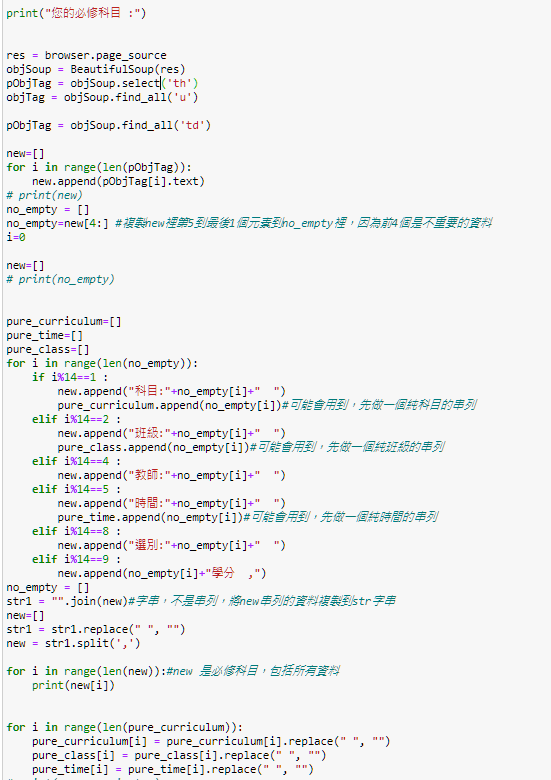 print("您的必修科目 :")
res = browser.page_source
objSoup = BeautifulSoup(res)
pObjTag = objSoup.select('th')
objTag = objSoup.find_all('u')
pObjTag = objSoup.find_all('td')
new=[]
for i in range(len(pObjTag)):
    new.append(pObjTag[i].text)
# print(new)
no_empty = []
no_empty=new[4:] #複製new裡第5到最後1個元素到no_empty裡，因為前4個是不重要的資料
i=0
new=[]
# print(no_empty)
pure_curriculum=[]
pure_time=[]
pure_class=[]
for i in range(len(no_empty)):
    if i%14==1 :
        new.append("科目:"+no_empty[i]+"  ")
        pure_curriculum.append(no_empty[i])#可能會用到，先做一個純科目的串列
    elif i%14==2 :
        new.append("班級:"+no_empty[i]+"  ")
        pure_class.append(no_empty[i])#可能會用到，先做一個純班級的串列
    elif i%14==4 :
        new.append("教師:"+no_empty[i]+"  ")
    elif i%14==5 :
        new.append("時間:"+no_empty[i]+"  ")
        pure_time.append(no_empty[i])#可能會用到，先做一個純時間的串列
    elif i%14==8 :
        new.append("選別:"+no_empty[i]+"  ")
    elif i%14==9 :
        new.append(no_empty[i]+"學分  ,")
no_empty = []
str1 = "".join(new)#字串，不是串列，將new串列的資料複製到str字串
new=[]
str1 = str1.replace(" ", "")
new = str1.split(',')
for i in range(len(new)):#new 是必修科目，包括所有資料
    print(new[i])
for i in range(len(pure_curriculum)):
    pure_curriculum[i] = pure_curriculum[i].replace(" ", "")
    pure_class[i] = pure_class[i].replace(" ", "")
    pure_time[i] = pure_time[i].replace(" ", "")